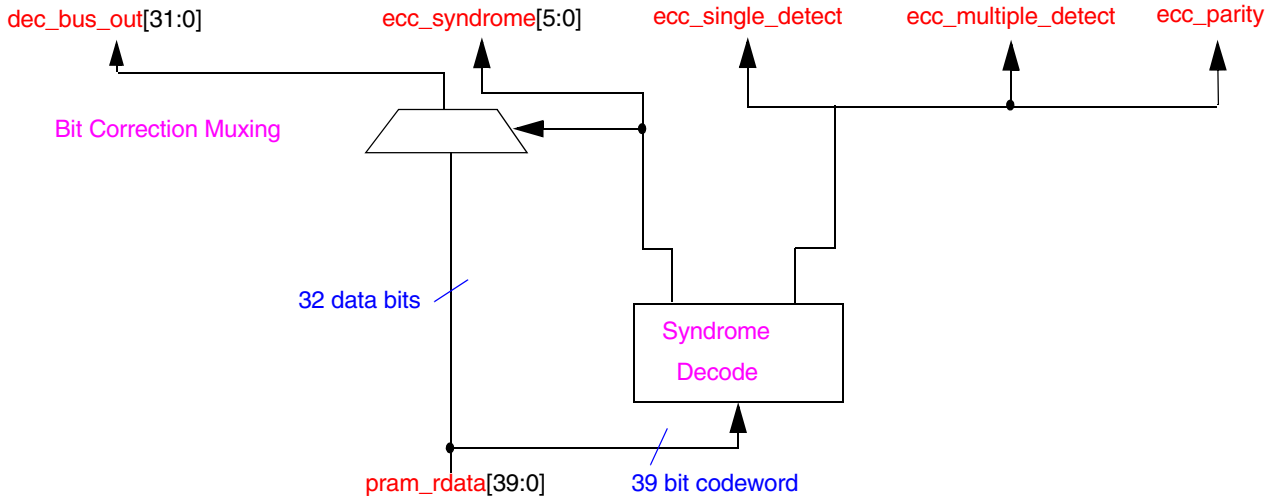 dec_bus_out[31:0]
ecc_syndrome[5:0]
ecc_single_detect
ecc_multiple_detect
ecc_parity
Bit Correction Muxing
32 data bits
Syndrome
Decode
pram_rdata[39:0]
39 bit codeword